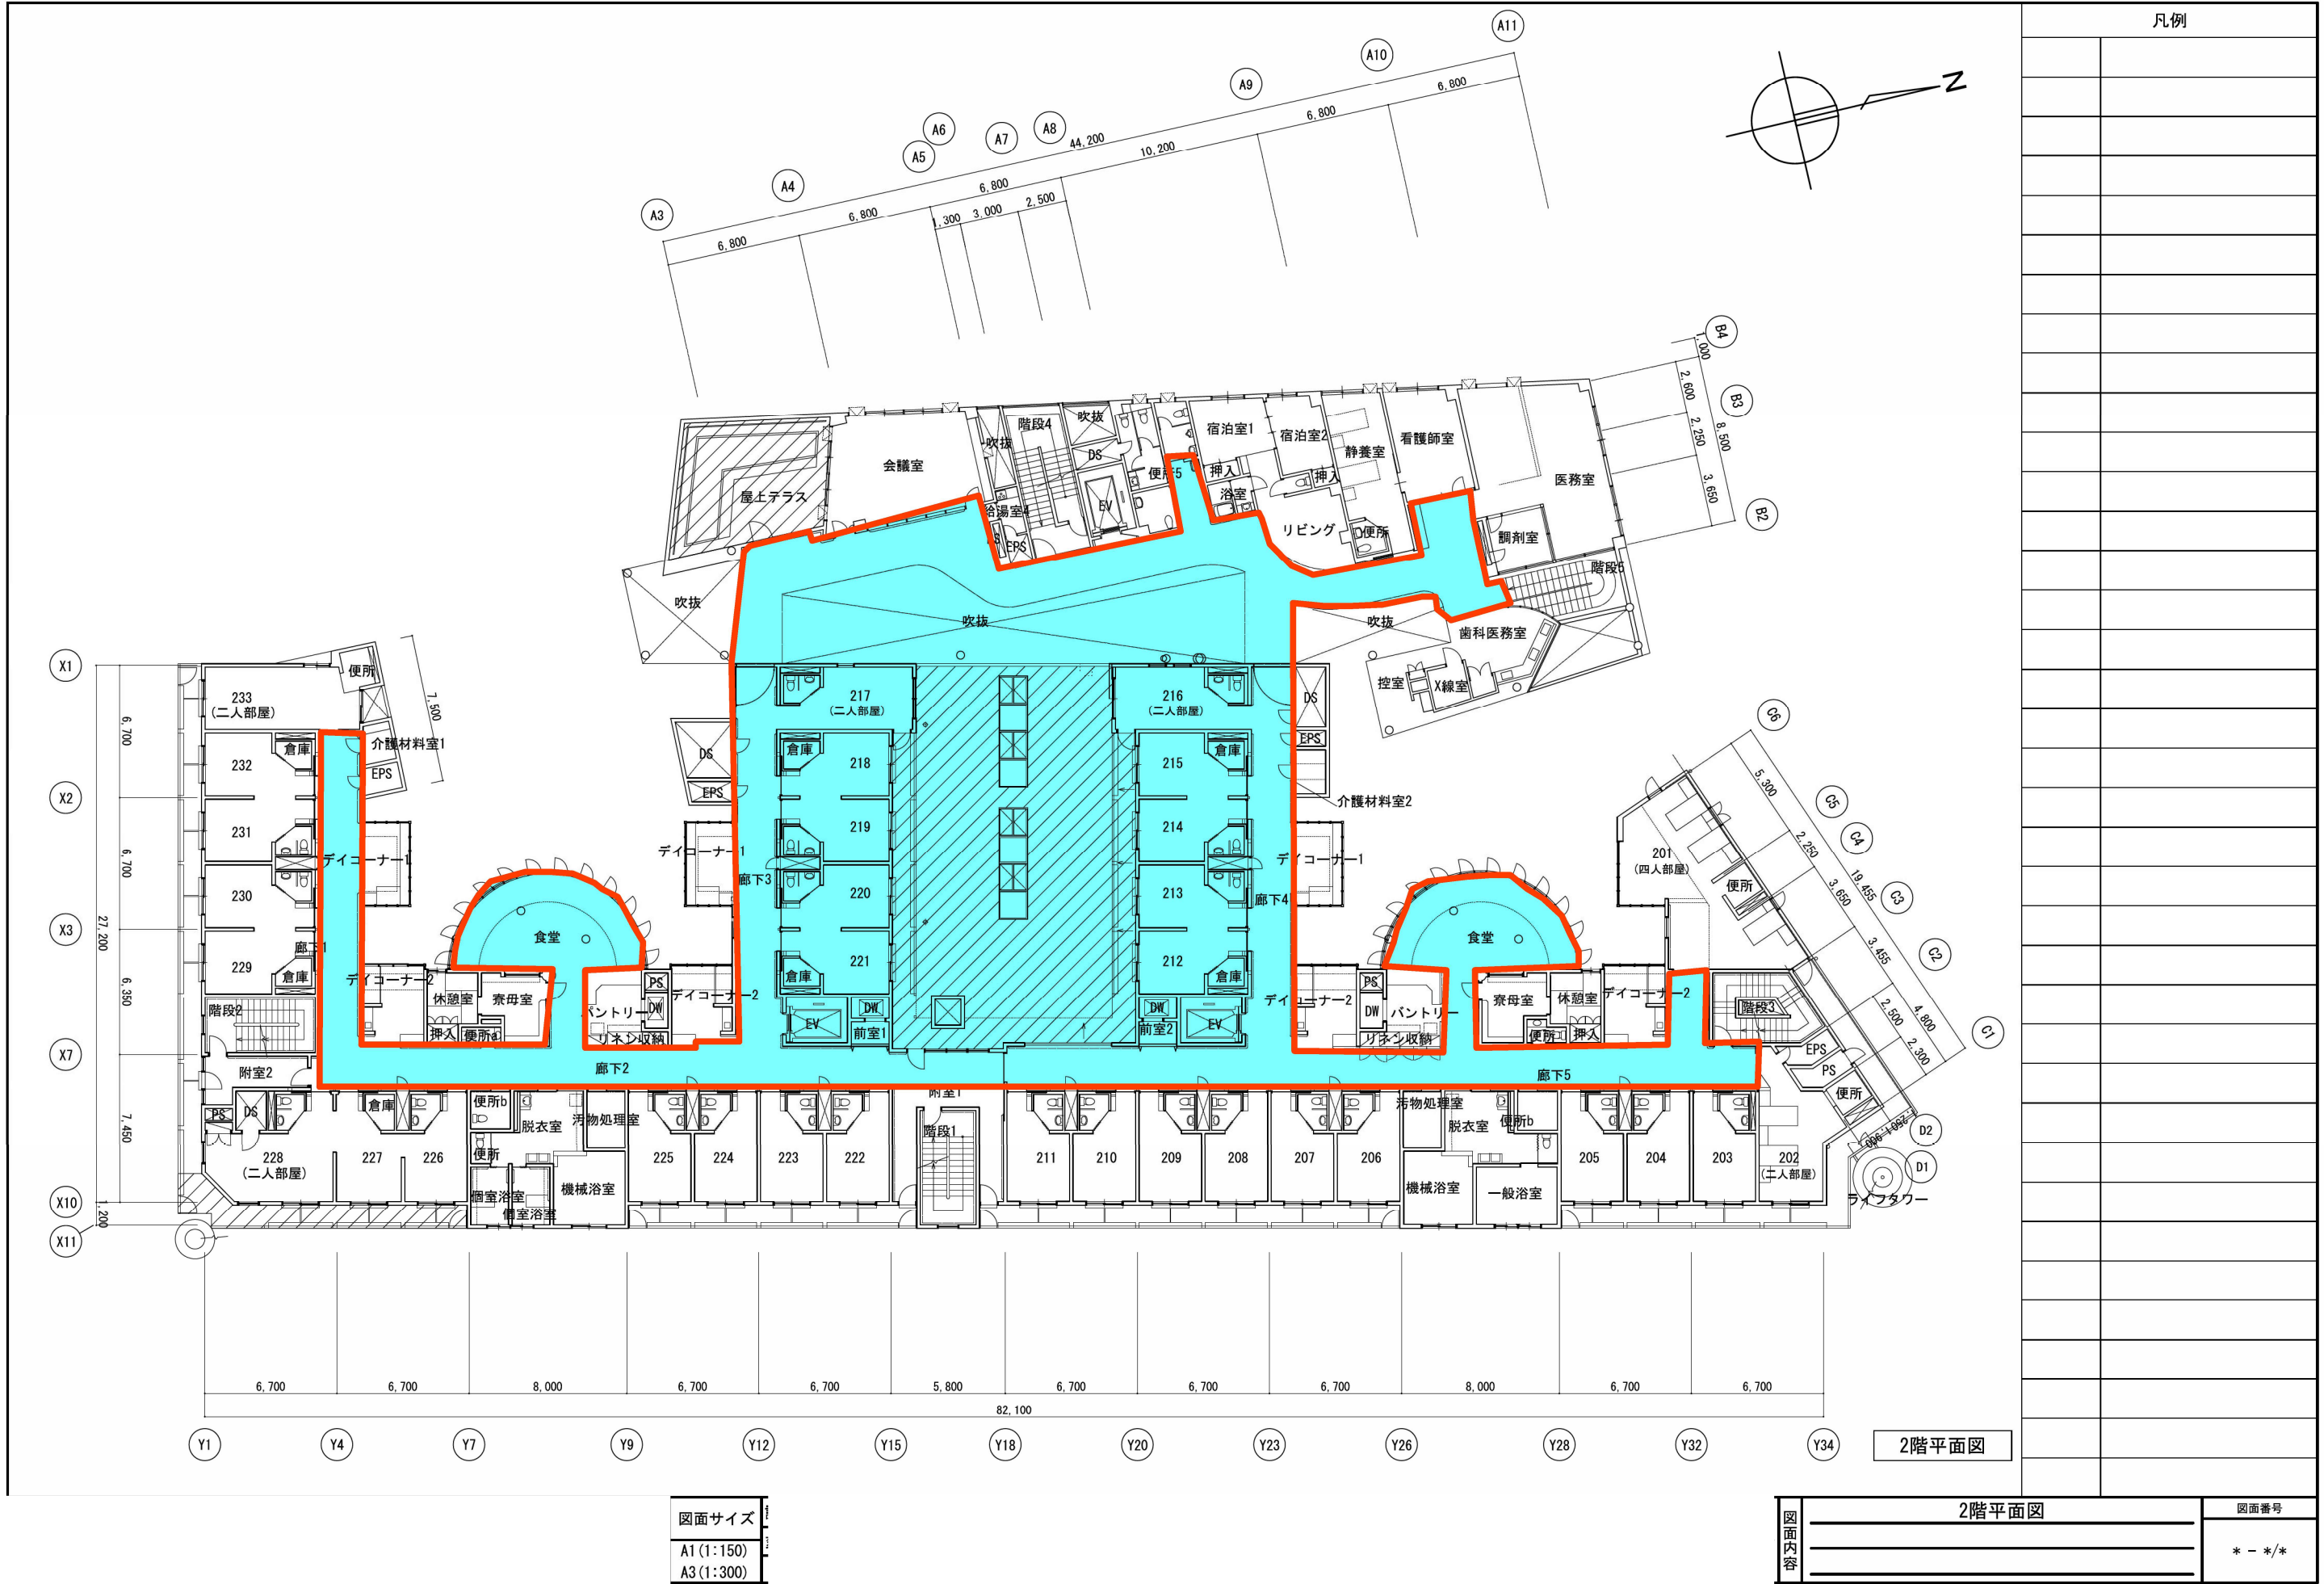 凡例
A11
A10
A9
A8
A7
A6
A5
A4
A3
N
44,200
6,800
6,800
6,800
10,200
6,800
6,800
1,300
3,000
2,500
B4
B3
B2
1,000
2,600
2,250
3,650
8,500
屋上テラス
会議室
吹抜
階段4
吹抜
DS
給湯室4
EPS
EV
便所5
宿泊室1
宿泊室2
押入
押入
浴室
リビング
静養室
便所
看護師室
医務室
調剤室
階段5
吹抜
吹抜
吹抜
歯科医務室
控室
X線室
X1
X2
X3
X7
X10
X11
6,700
6,700
6,350
7,450
1,200
27,200
7,500
233
(二人部屋)
便所
介護材料室1
EPS
倉庫
232
231
230
229
倉庫
廊下1
デイコーナー1
デイコーナー2
階段2
附室2
食堂
休憩室
寮母室
押入
便所a
パントリー
PS
DW
リネン収納
デイコーナー1
デイコーナー2
DS
EPS
廊下3
217
(二人部屋)
倉庫
218
219
220
221
倉庫
EV
DW
前室1
216
(二人部屋)
215
倉庫
214
213
212
倉庫
DW
前室2
EV
廊下4
DS
EPS
介護材料室2
デイコーナー1
デイコーナー2
PS
DW
パントリー
リネン収納
食堂
寮母室
休憩室
便所
押入
デイコーナー2
201
(四人部屋)
便所
階段3
EPS
PS
便所
C6
C5
C4
C3
C2
C1
5,300
2,250
3,650
3,455
2,500
2,300
4,800
19,455
D2
D1
ライフタワー
廊下2
廊下5
PS
DS
228
(二人部屋)
倉庫
227
226
便所b
便所
脱衣室
汚物処理室
個室浴室
個室浴室
機械浴室
225
224
223
222
附室1
階段1
211
210
209
208
207
206
汚物処理室
脱衣室
便所b
機械浴室
一般浴室
205
204
203
202
(二人部屋)
6,700
6,700
8,000
6,700
6,700
5,800
6,700
6,700
6,700
8,000
6,700
6,700
82,100
Y1
Y4
Y7
Y9
Y12
Y15
Y18
Y20
Y23
Y26
Y28
Y32
Y34
2階平面図
図面サイズ
A1(1:150)
A3(1:300)
図面内容
2階平面図
図面番号
* - */*